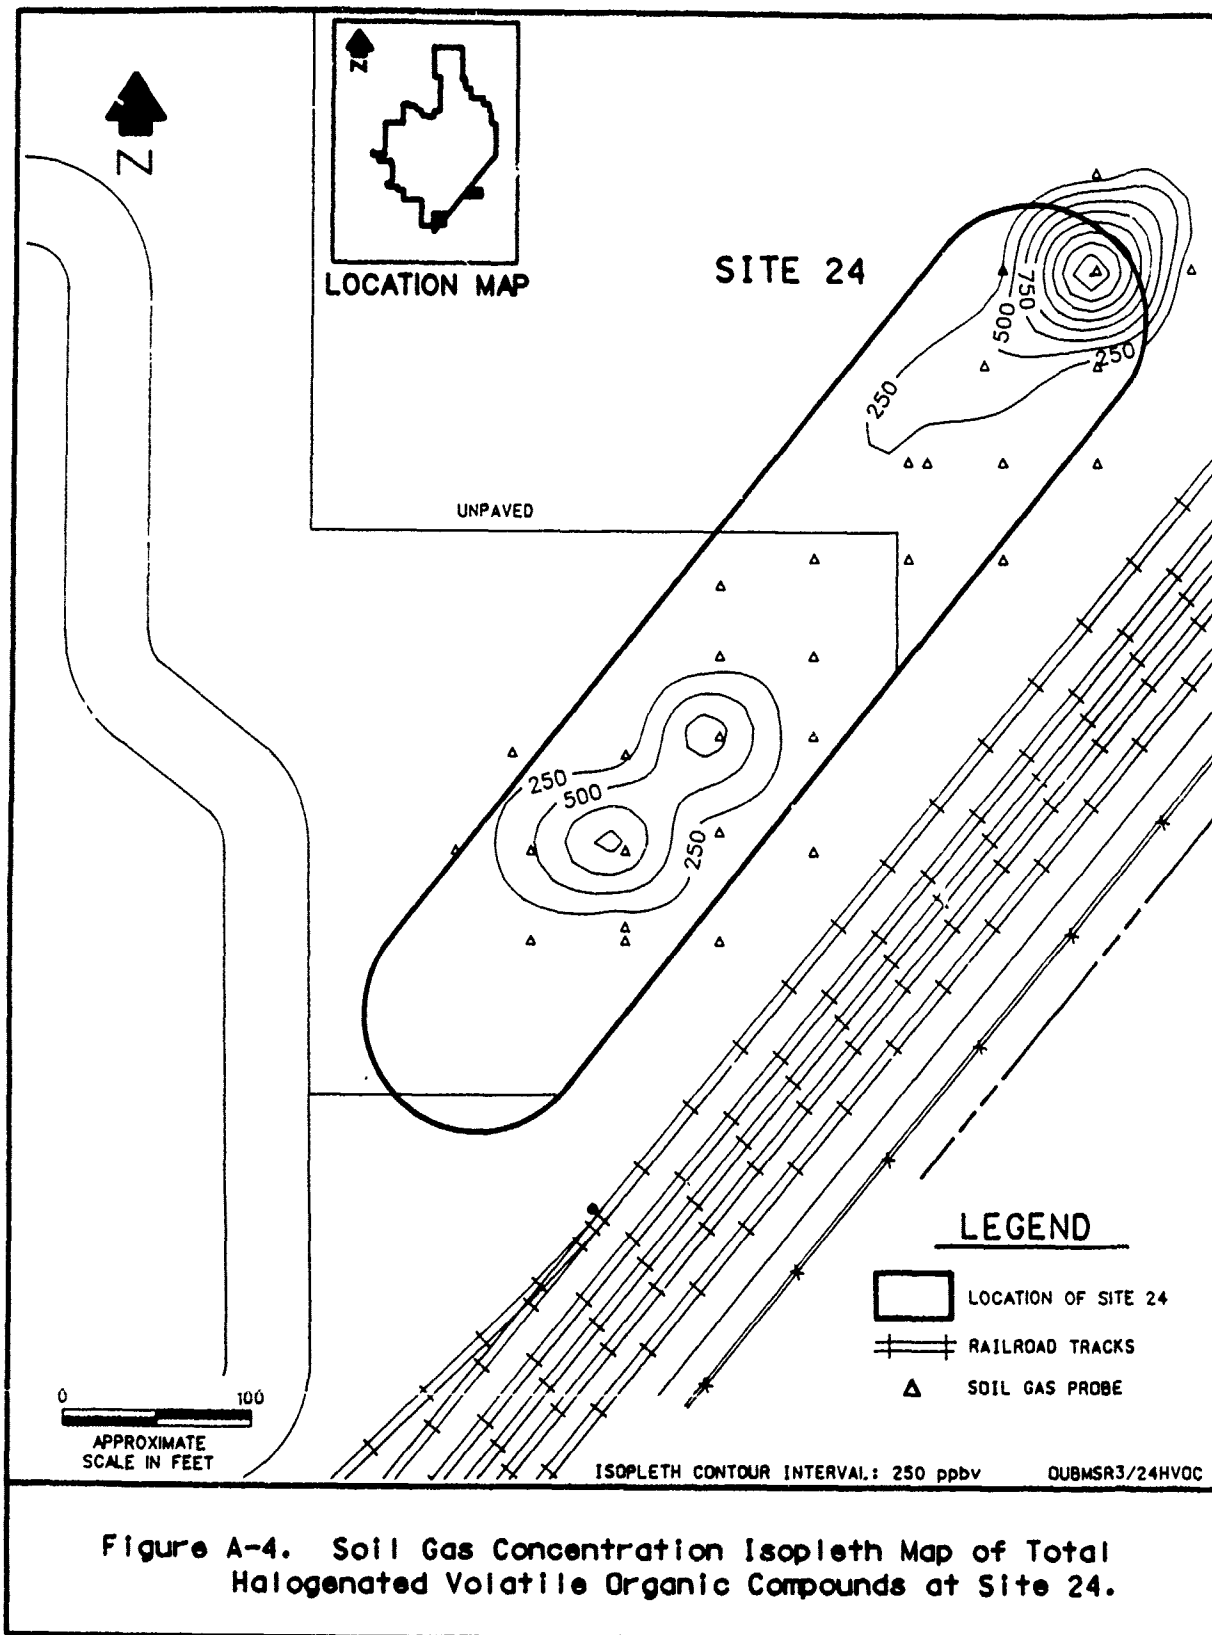 N
N
LOCATION MAP
SITE 24
750
500
250
250
UNPAVED
250
500
250
LEGEND
LOCATION OF SITE 24
RAILROAD TRACKS
SOIL GAS PROBE
0 100
APPROXIMATE
SCALE IN FEET
ISOPLETH CONTOUR INTERVAL: 250 ppbv OUBMSR3/24HVOC
Figure A-4. Soil Gas Concentration Isopleth Map of Total
Halogenated Volatile Organic Compounds at Site 24.